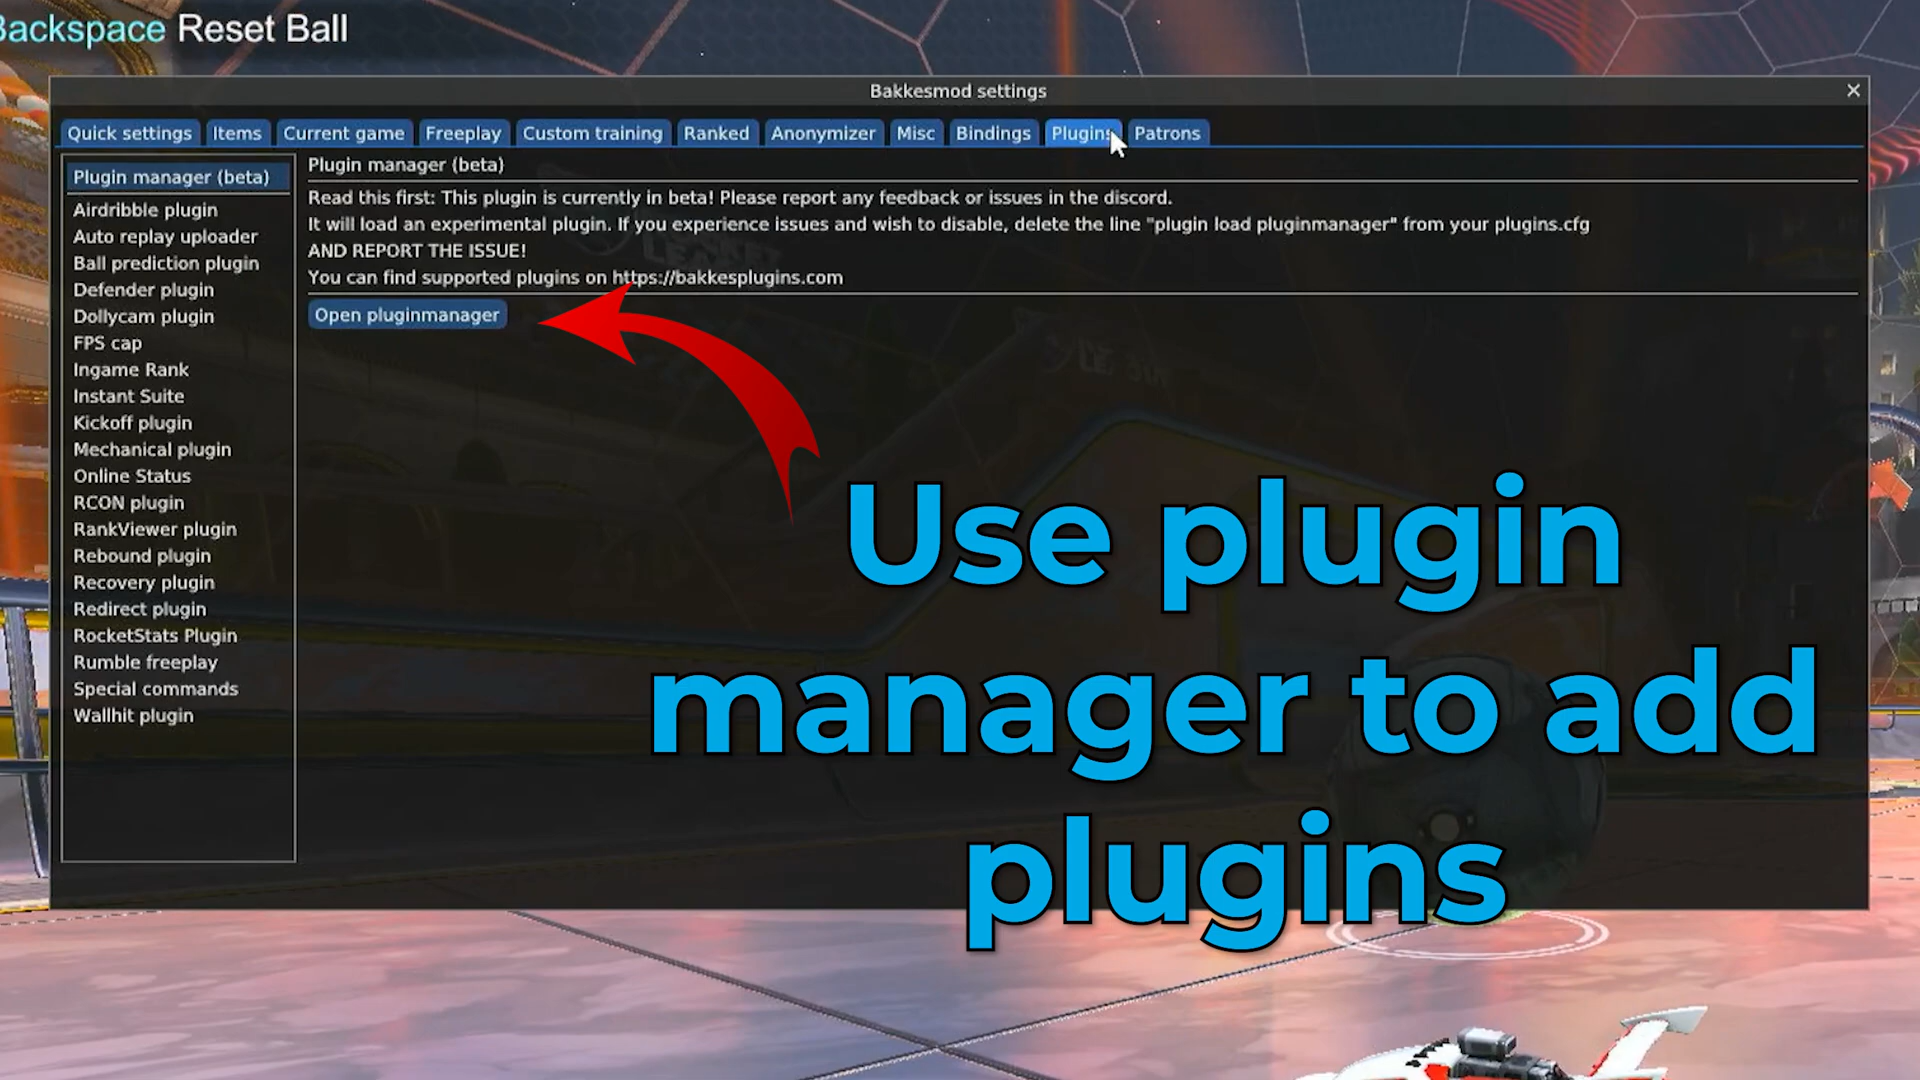 Backspace Reset Ball
Bakkesmod settings
Quick settings Items Current game Freeplay Custom training Ranked Anonymizer Misc Bindings Plugins Patrons
Plugin manager (beta)
Airdribble plugin
Auto replay uploader
Ball prediction plugin
Defender plugin
Dollycam plugin
FPS cap
Ingame Rank
Instant Suite
Kickoff plugin
Mechanical plugin
Online Status
RCON plugin
RankViewer plugin
Rebound plugin
Recovery plugin
Redirect plugin
RocketStats Plugin
Rumble freeplay
Special commands
Wallhit plugin
Plugin manager (beta)
Read this first: This plugin is currently in beta! Please report any feedback or issues in the discord.
It will load an experimental plugin. If you experience issues and wish to disable, delete the line "plugin load pluginmanager" from your plugins.cfg
AND REPORT THE ISSUE!
You can find supported plugins on https://bakkesplugins.com
Open pluginmanager
Use plugin
manager to add
plugins